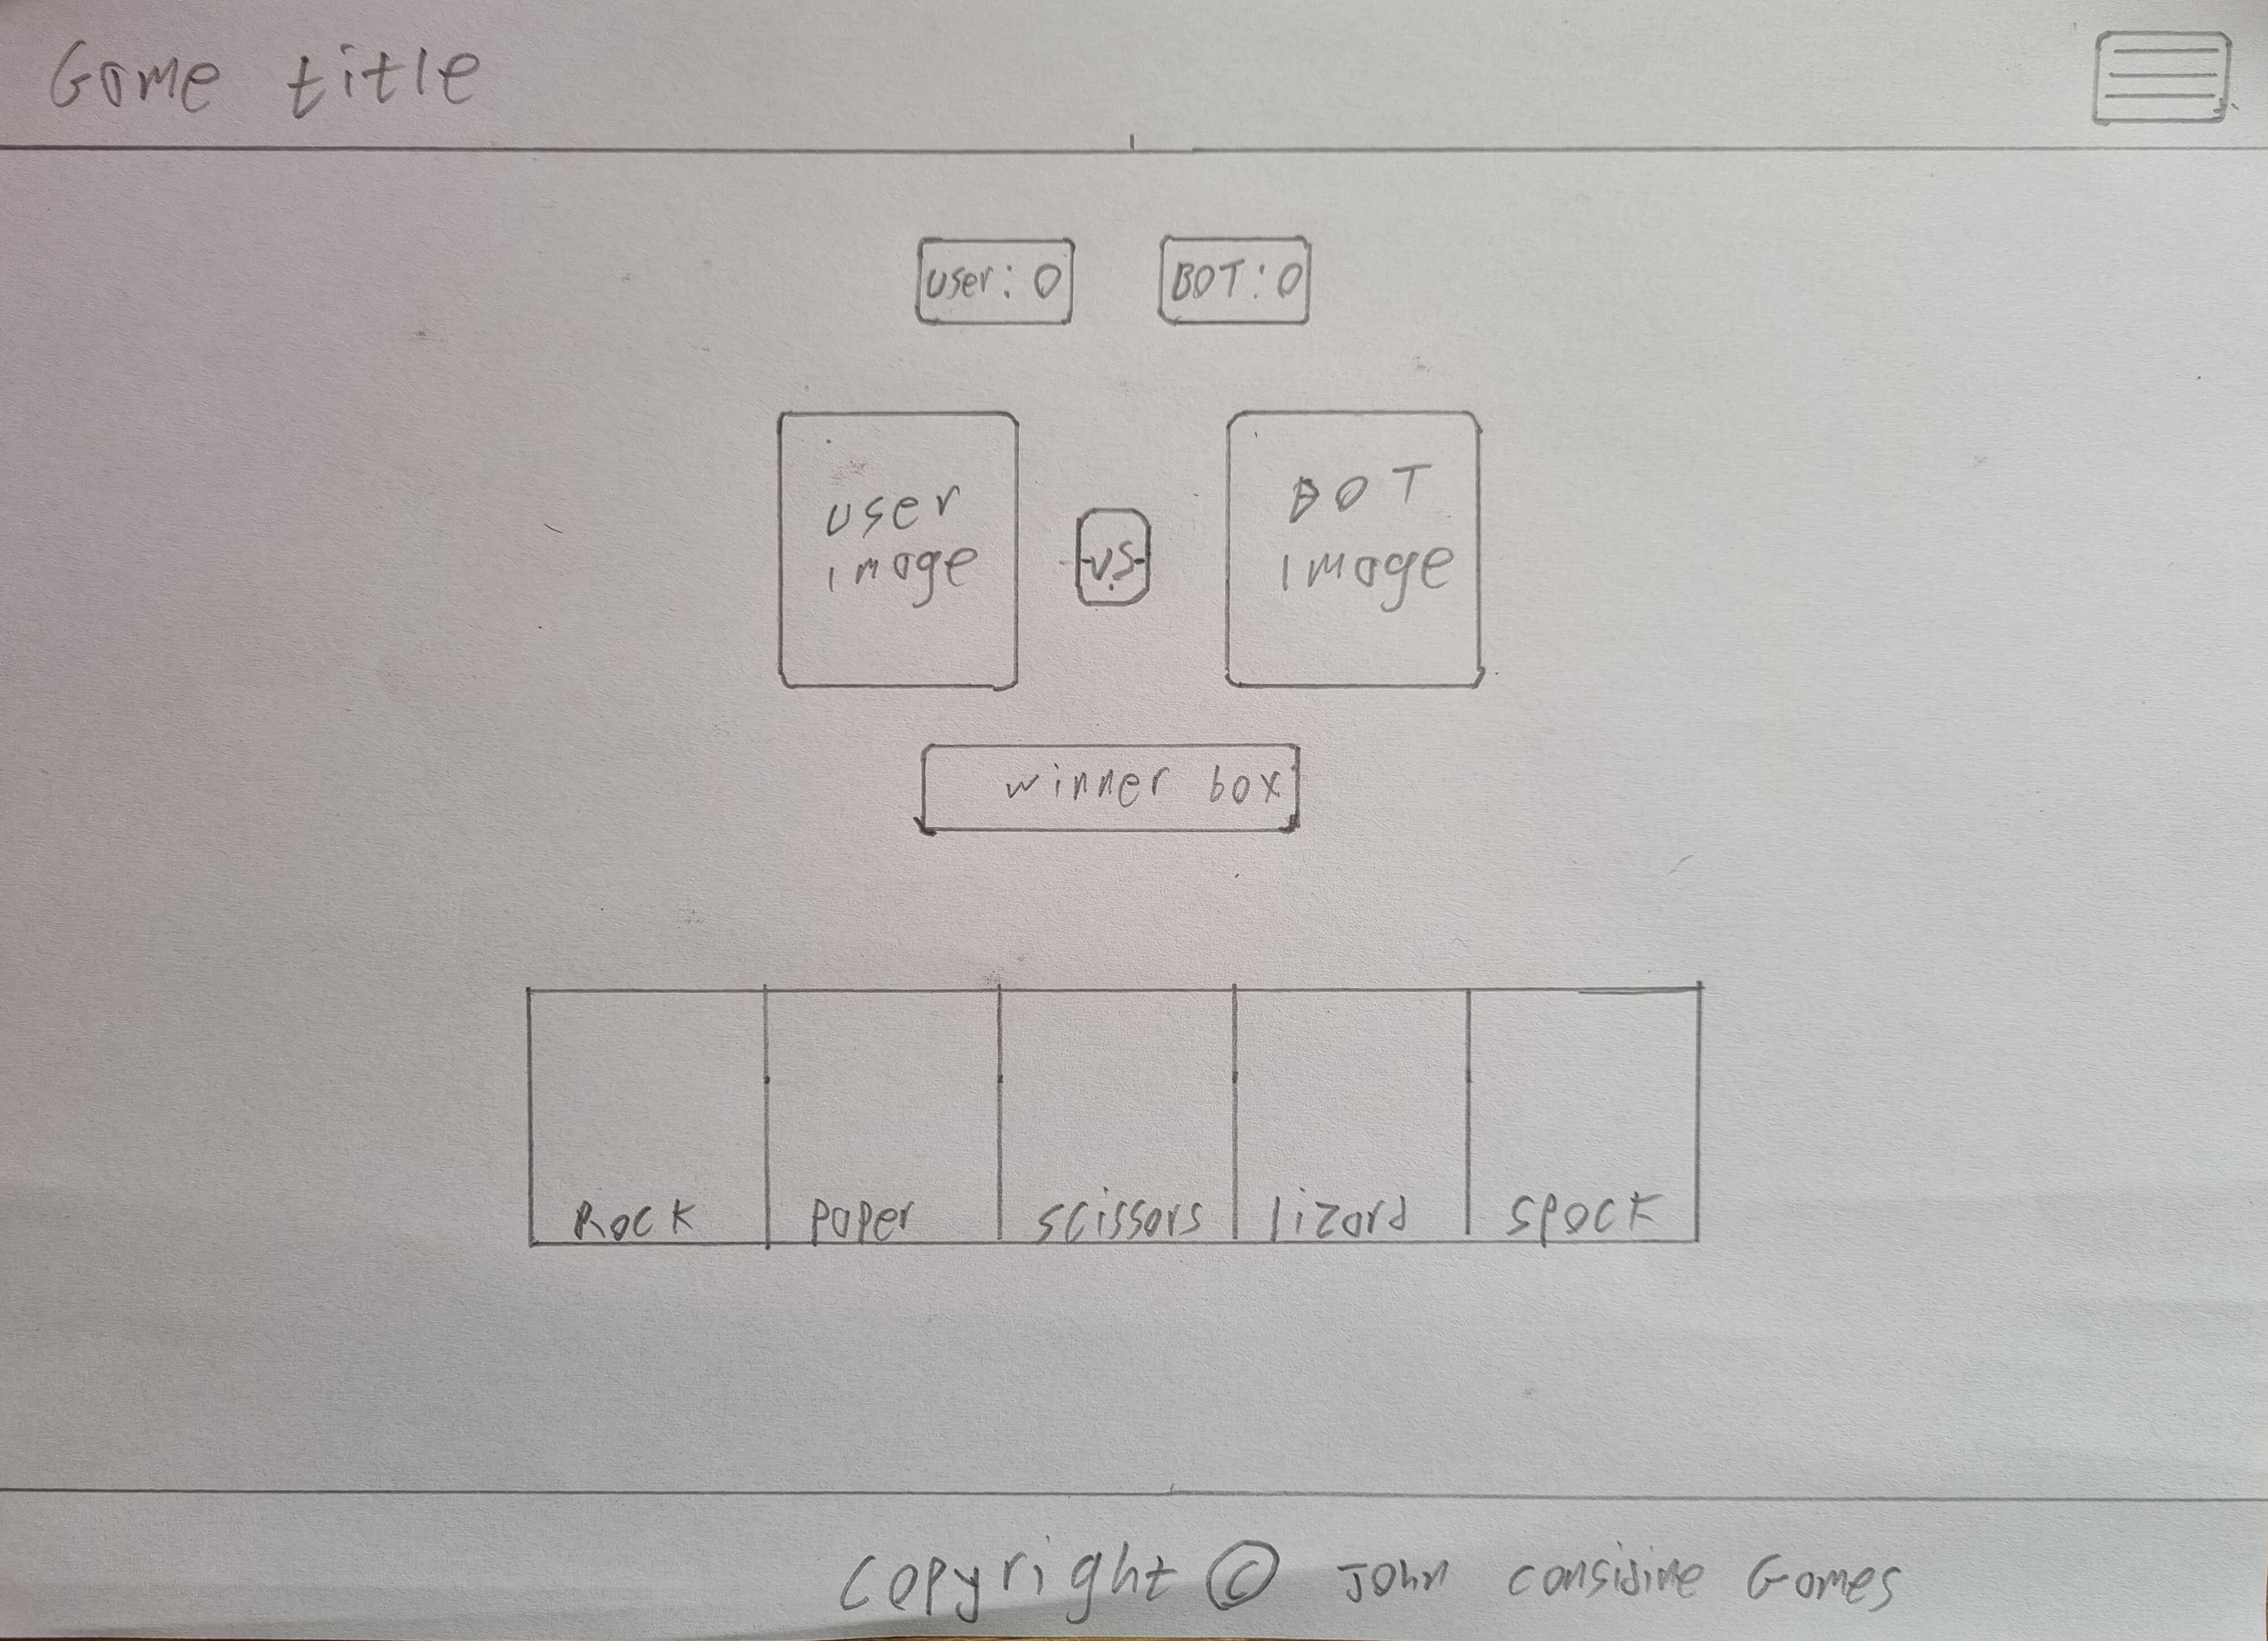 Game title
user: 0
BOT: 0
user
image
VS
BOT
image
winner box
Rock
paper
scissors
lizard
spock
Copyright © John Considine Games